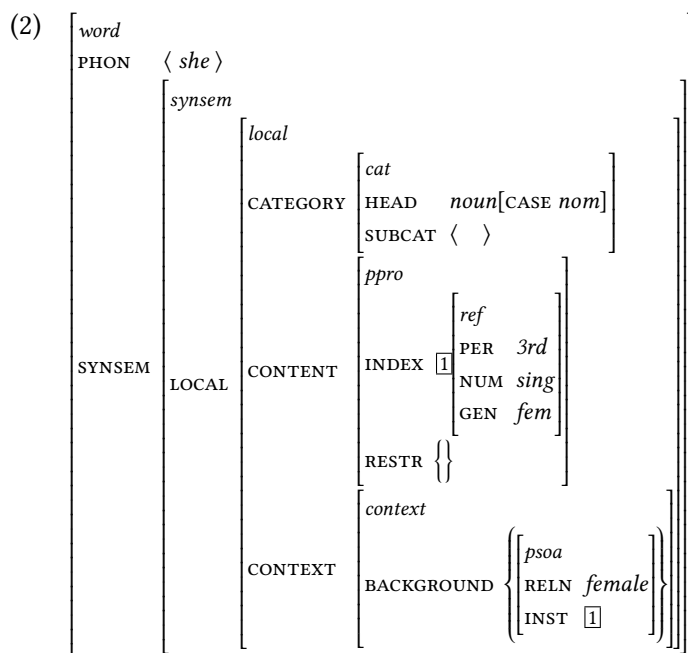 (2)
word
PHON ⟨ she ⟩
synsem
local
cat
CATEGORY HEAD noun[CASE nom]
SUBCAT ⟨ ⟩
ppro
ref
PER 3rd
SYNSEM LOCAL CONTENT INDEX 1
NUM sing
GEN fem
RESTR {}
context
psoa
CONTEXT BACKGROUND RELN female
INST 1